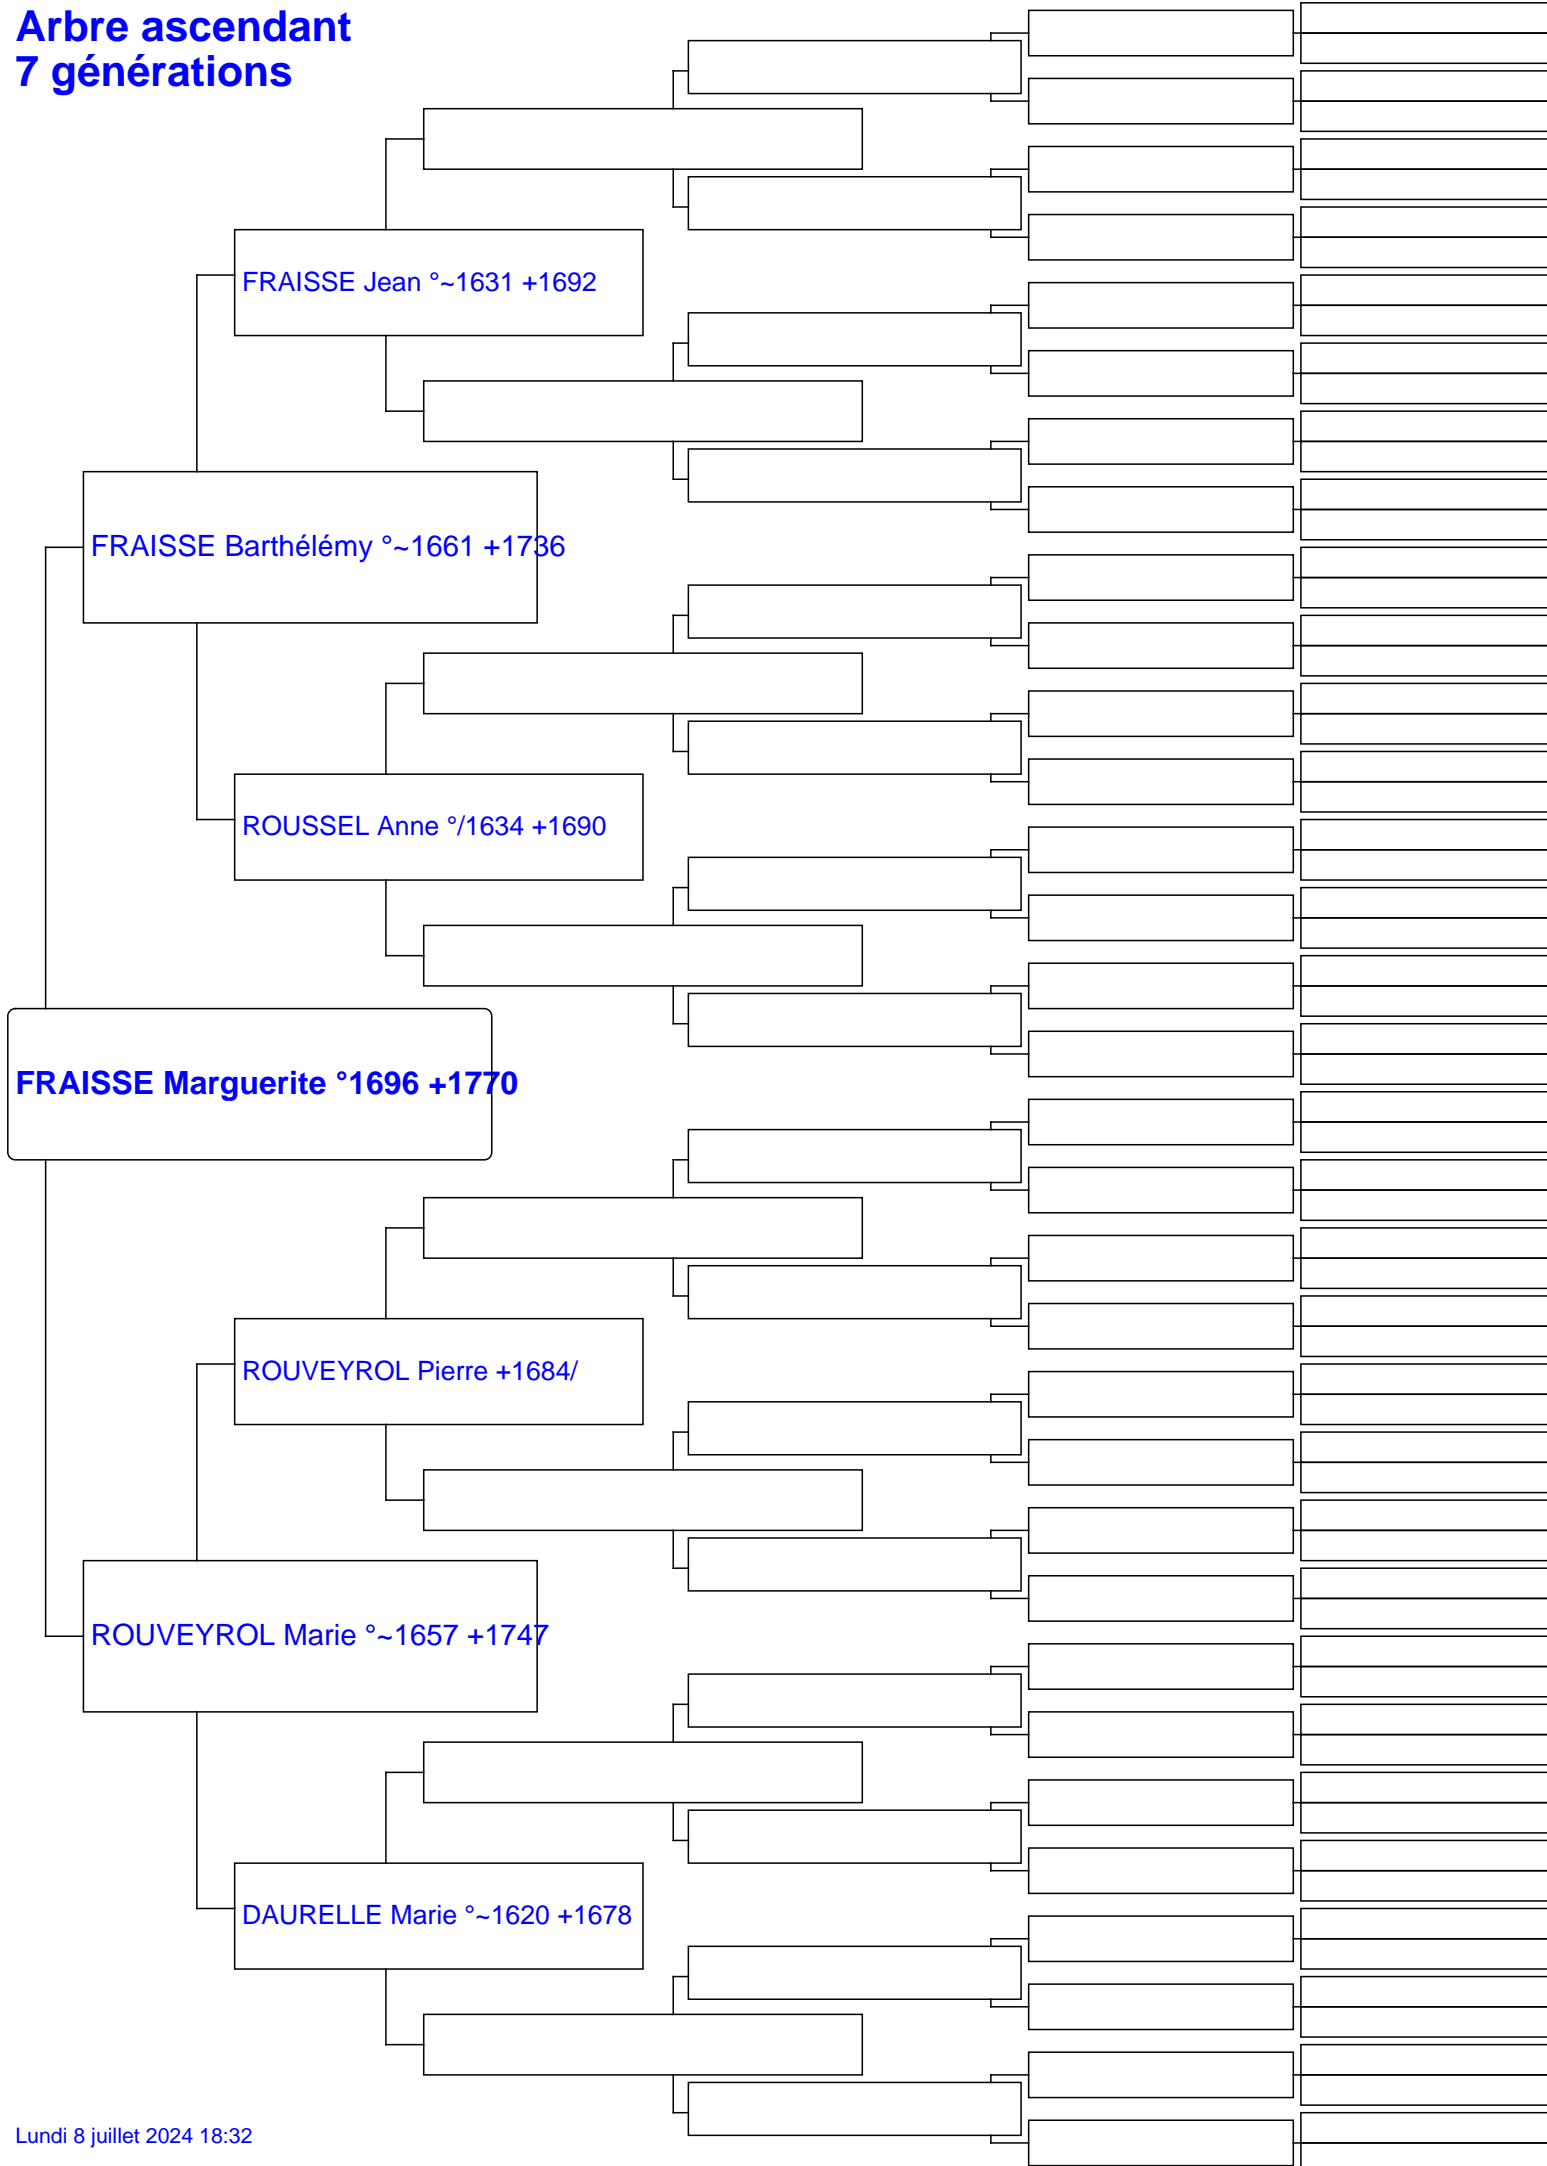 Arbre ascendant
7 générations
FRAISSE Jean °~1631 +1692
FRAISSE Barthélémy °~1661 +1736
ROUSSEL Anne °/1634 +1690
FRAISSE Marguerite °1696 +1770
ROUVEYROL Pierre +1684/
ROUVEYROL Marie °~1657 +1747
DAURELLE Marie °~1620 +1678
Lundi 8 juillet 2024 18:32